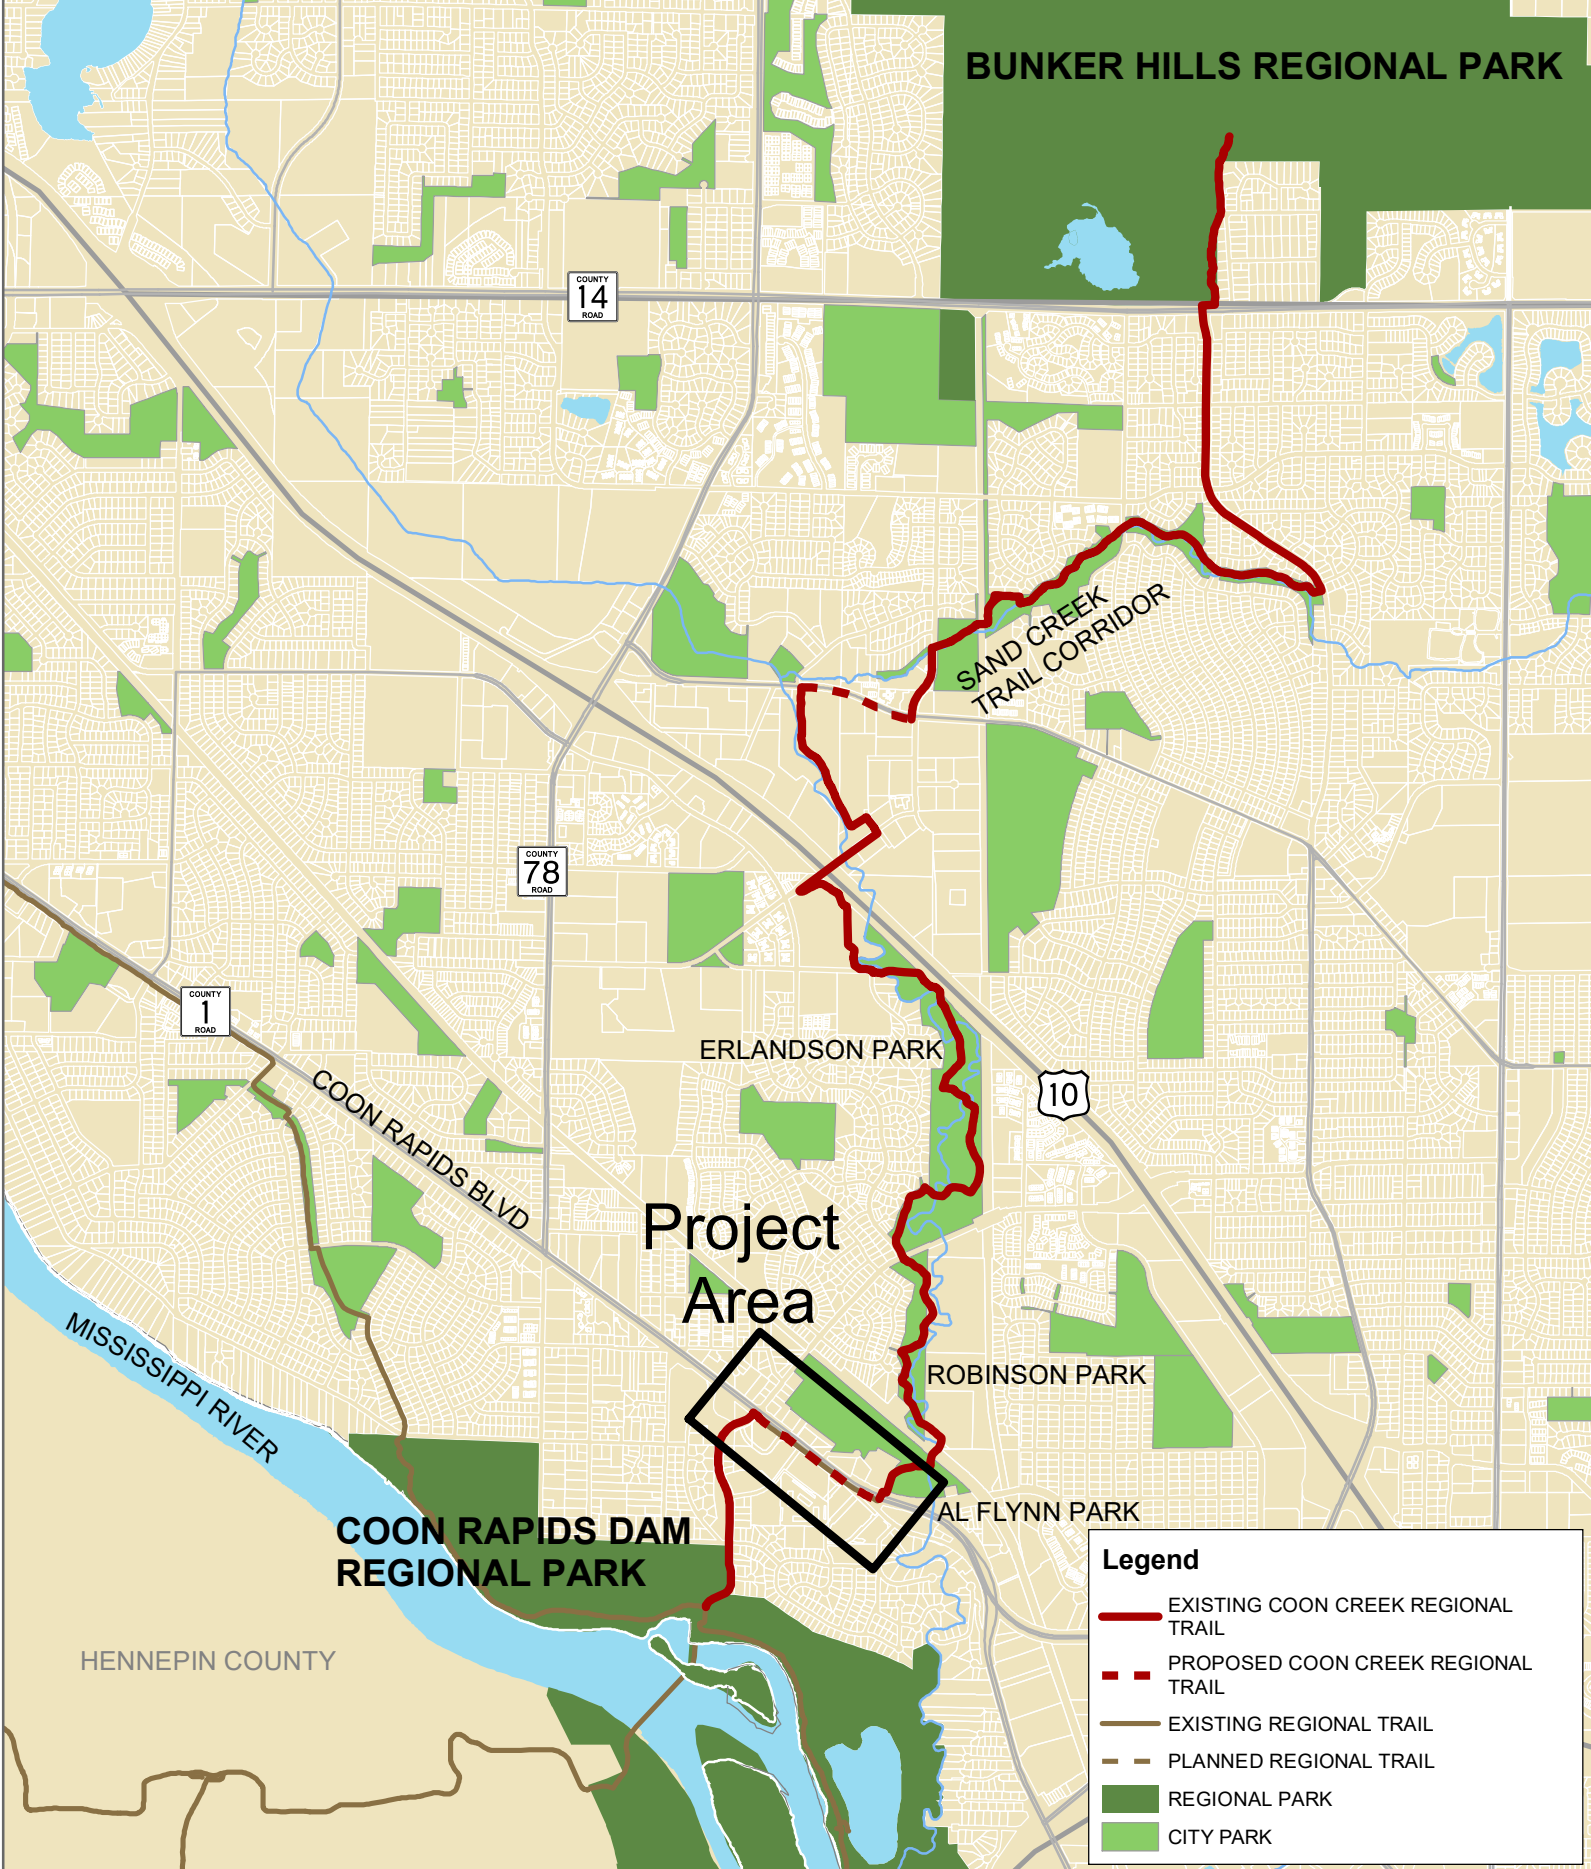 BUNKER HILLS REGIONAL PARK
COUNTY
14
ROAD
SAND CREEK
TRAIL CORRIDOR
COUNTY
78
ROAD
COUNTY
1
ROAD
ERLANDSON PARK
10
COON RAPIDS BLVD
Project
Area
MISSISSIPPI RIVER
ROBINSON PARK
AL FLYNN PARK
COON RAPIDS DAM
REGIONAL PARK
HENNEPIN COUNTY
Legend
EXISTING COON CREEK REGIONAL
TRAIL
PROPOSED COON CREEK REGIONAL
TRAIL
EXISTING REGIONAL TRAIL
PLANNED REGIONAL TRAIL
REGIONAL PARK
CITY PARK